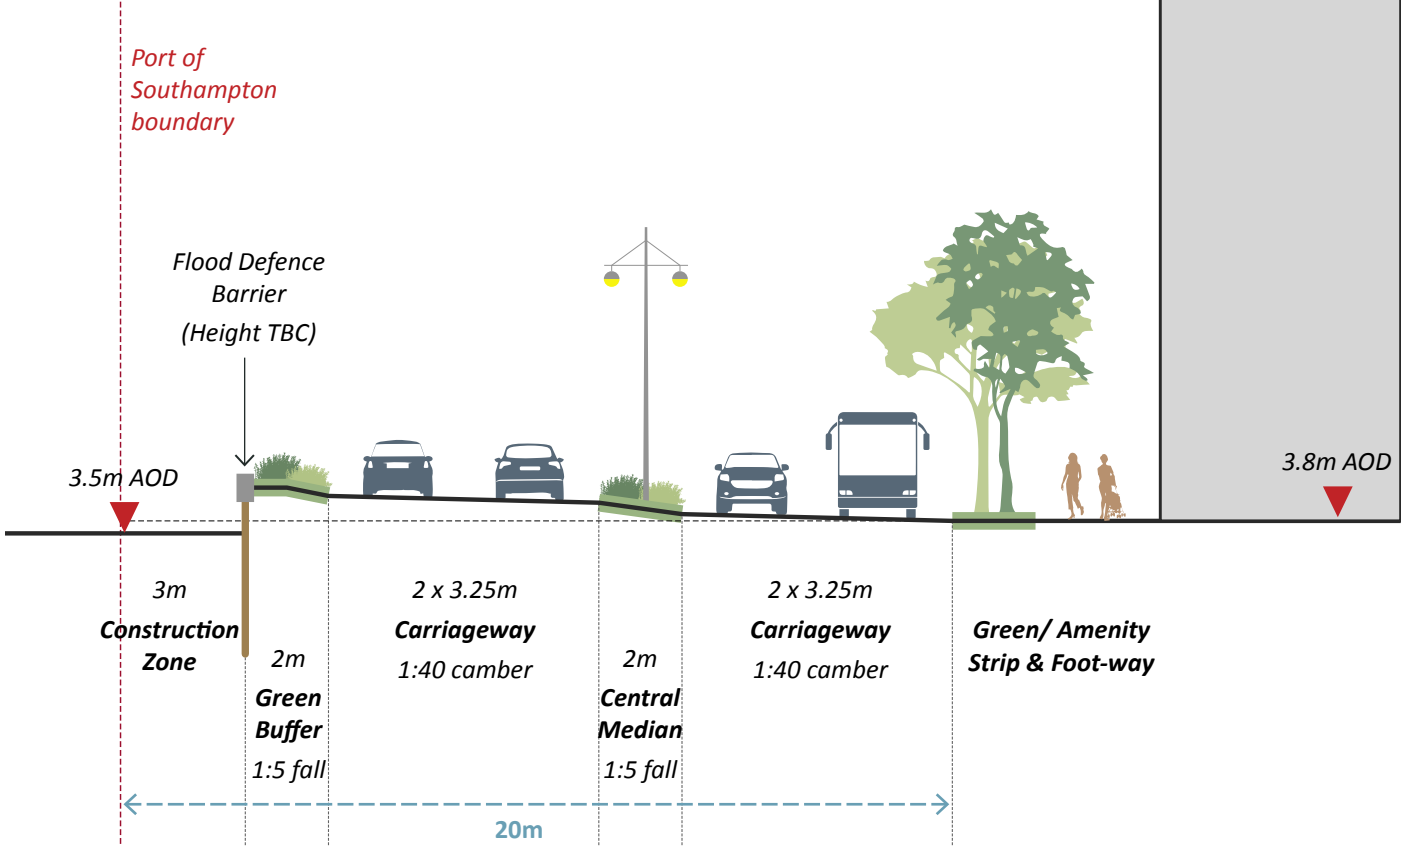 Port of
Southampton
boundary
Flood Defence
Barrier
(Height TBC)
3.5m AOD
3.8m AOD
3m
Construction
Zone
2m
Green
Buffer
1:5 fall
2 x 3.25m
Carriageway
1:40 camber
2m
Central
Median
1:5 fall
2 x 3.25m
Carriageway
1:40 camber
Green/ Amenity
Strip & Foot-way
20m